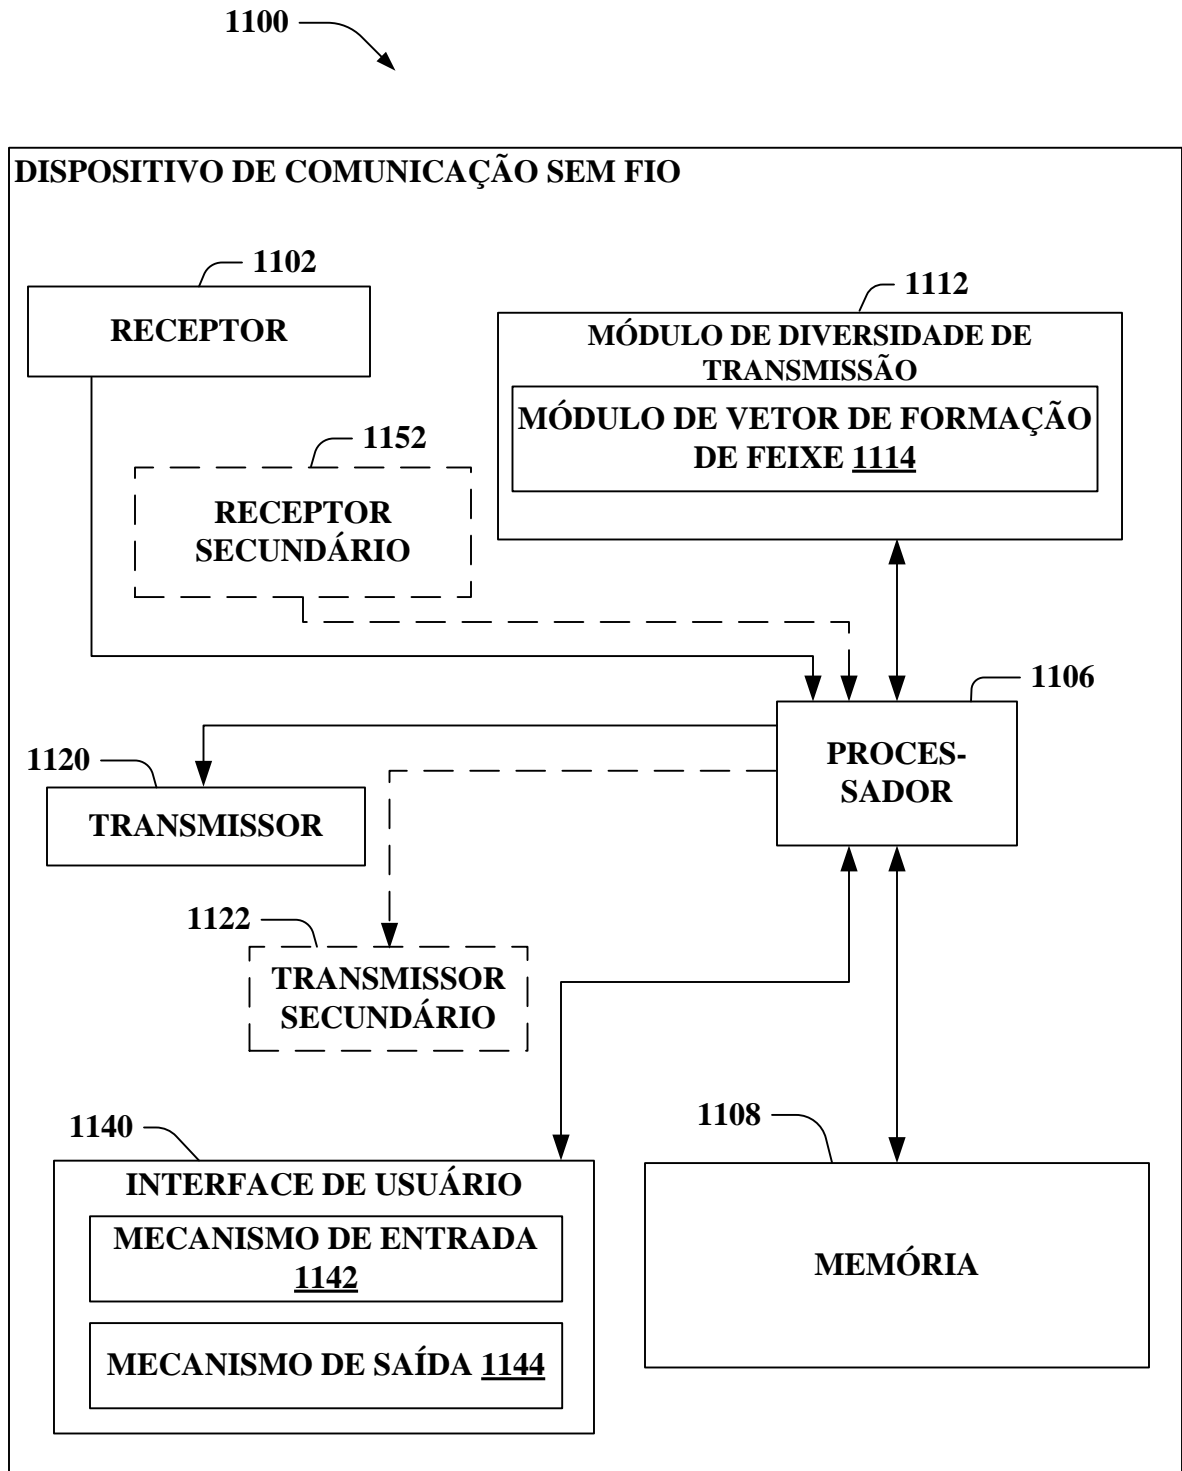 1100
DISPOSITIVO DE COMUNICAÇÃO SEM FIO
1102
RECEPTOR
1112
MÓDULO DE DIVERSIDADE DE
TRANSMISSÃO
MÓDULO DE VETOR DE FORMAÇÃO
DE FEIXE 1114
1152
RECEPTOR
SECUNDÁRIO
1106
PROCES-
SADOR
1120
TRANSMISSOR
1122
TRANSMISSOR
SECUNDÁRIO
1140
INTERFACE DE USUÁRIO
MECANISMO DE ENTRADA
1142
MECANISMO DE SAÍDA 1144
1108
MEMÓRIA